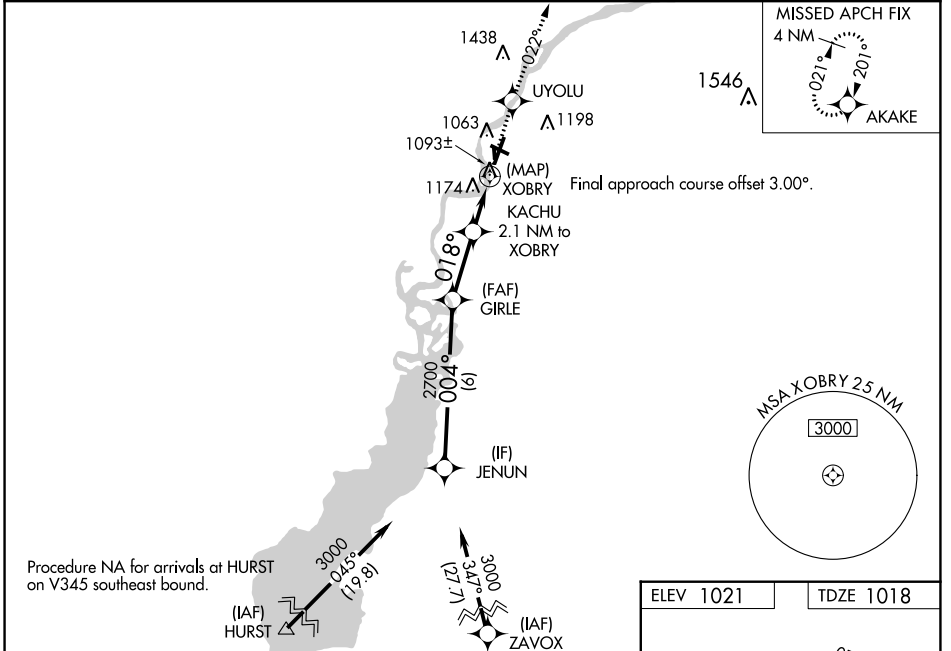 MISSED APCH FIX
4 NM
021°
201°
AKAKE
1438
022°
UYOLU
1546
1063
1198
1093±
(MAP)
XOBRY
1174
Final approach course offset 3.00°.
KACHU
2.1 NM to
XOBRY
018°
(FAF)
GIRLE
2700
004°
(6)
MSA XOBRY 25 NM
3000
(IF)
JENUN
Procedure NA for arrivals at HURST
on V345 southeast bound.
3000
045°
(19.8)
3000
347°
(27.7)
(IAF)
HURST
(IAF)
ZAVOX
ELEV 1021
TDZE 1018